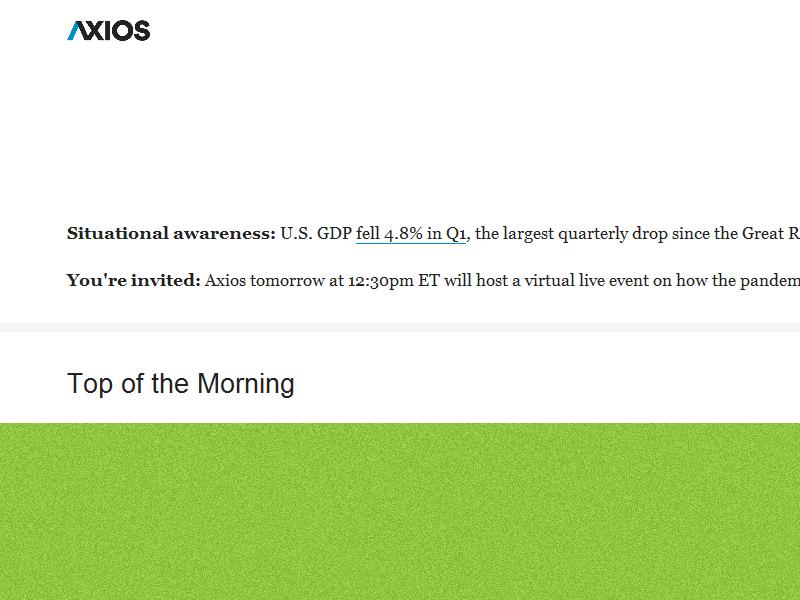 AXIOS
Situational awareness: U.S. GDP fell 4.8% in Q1, the largest quarterly drop since the Great R
You're invited: Axios tomorrow at 12:30pm ET will host a virtual live event on how the pandem
Top of the Morning